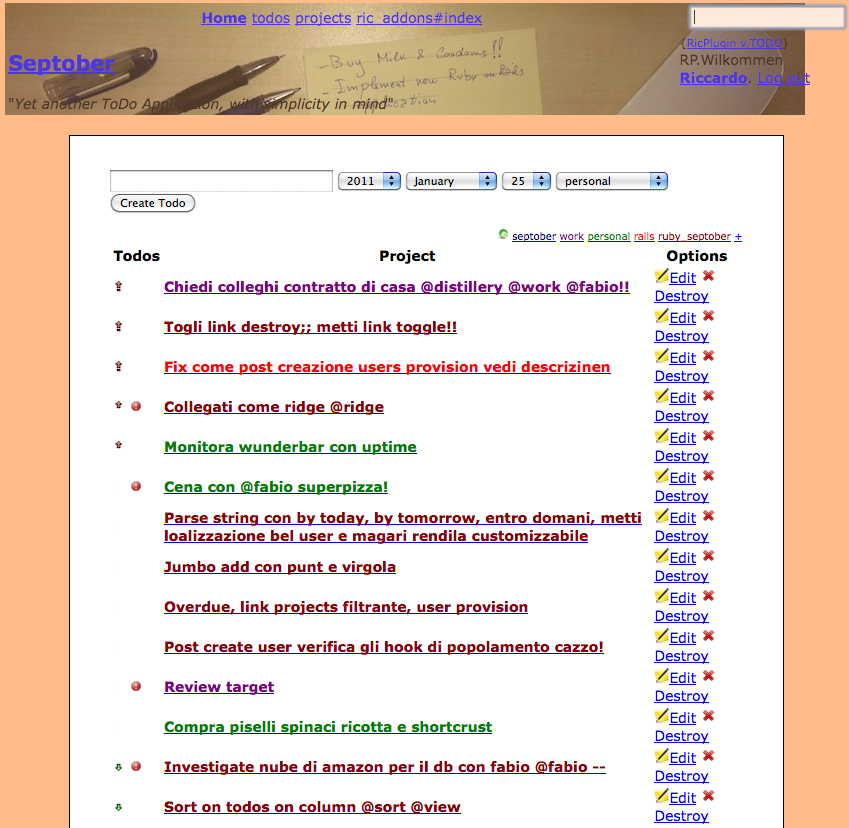 Home todos projects ric_addons#index
{RicPlugin v.TODO}
RP.Wilkommen
Riccardo. Log out
Septober
- Buy Milk & Condoms!!
- Implement new Ruby on Rails
application
"Yet another ToDo Application, with simplicity in mind"
2011 January 25 personal
Create Todo
septober work personal rails ruby_septober +
Todos Project Options
Chiedi colleghi contratto di casa @distillery @work @fabio!! Edit
Destroy
Togli link destroy;; metti link toggle!! Edit
Destroy
Fix come post creazione users provision vedi descrizinen Edit
Destroy
Collegati come ridge @ridge Edit
Destroy
Monitora wunderbar con uptime Edit
Destroy
Cena con @fabio superpizza! Edit
Destroy
Parse string con by today, by tomorrow, entro domani, metti Edit
loalizzazione bel user e magari rendila customizzabile Destroy
Jumbo add con punt e virgola Edit
Destroy
Overdue, link projects filtrante, user provision Edit
Destroy
Post create user verifica gli hook di popolamento cazzo! Edit
Destroy
Review target Edit
Destroy
Compra piselli spinaci ricotta e shortcrust Edit
Destroy
Investigate nube di amazon per il db con fabio @fabio -- Edit
Destroy
Sort on todos on column @sort @view Edit
Destroy